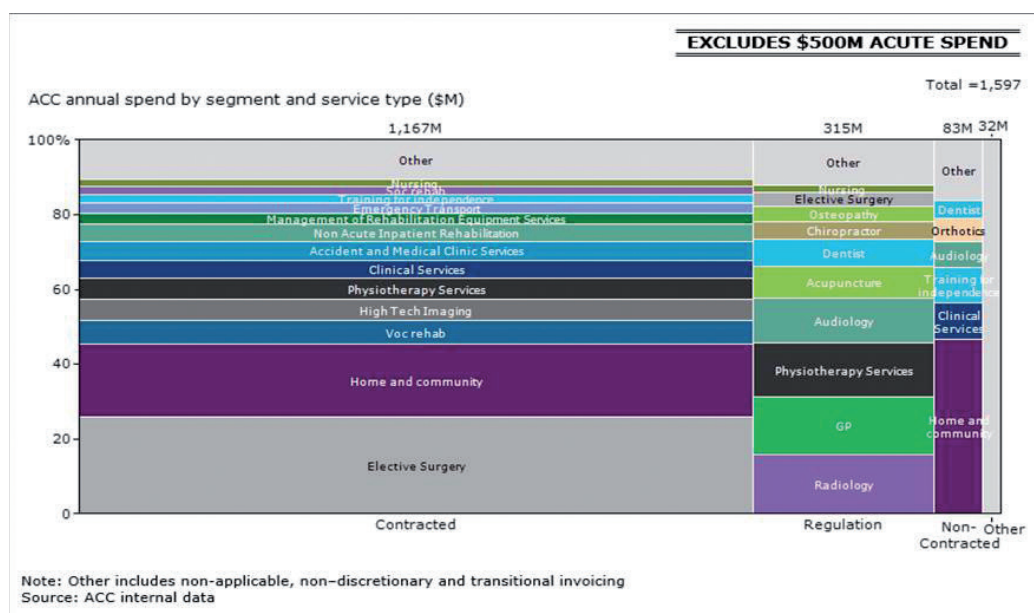 EXCLUDES $500M ACUTE SPEND
Total =1,597
ACC annual spend by segment and service type ($M)
1,167M 315M 83M 32M
100%
80
60
40
20
0
Other
Nursing
Soc rehab
Training for independence
Emergency Transport
Management of Rehabilitation Equipment Services
Non Acute Inpatient Rehabilitation
Accident and Medical Clinic Services
Clinical Services
Physiotherapy Services
High Tech Imaging
Voc rehab
Home and community
Elective Surgery
Other
Nursing
Elective Surgery
Osteopathy
Chiropractor
Dentist
Acupuncture
Audiology
Physiotherapy Services
GP
Radiology
Other
Dentist
Orthotics
Audiology
Training for
independence
Clinical
Services
Home and
community
Contracted
Regulation
Non-
Contracted
Other
Note: Other includes non-applicable, non–discretionary and transitional invoicing
Source: ACC internal data